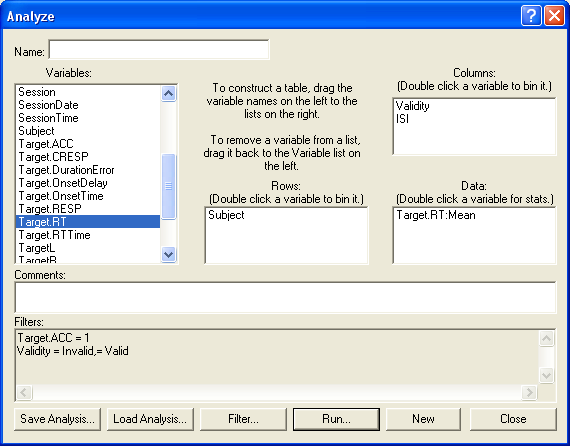 Analyze
Name:
Variables:
Session
SessionDate
SessionTime
Subject
Target.ACC
Target.CRESP
Target.DurationError
Target.OnsetDelay
Target.OnsetTime
Target.RESP
Target.RT
Target.RTTime
TargetL
TargetR
To construct a table, drag the
variable names on the left to the
lists on the right.
To remove a variable from a list,
drag it back to the Variable list on
the left.
Columns:
(Double click a variable to bin it.)
Validity
ISI
Rows:
(Double click a variable to bin it.)
Subject
Data:
(Double click a variable for stats.)
Target.RT:Mean
Comments:
Filters:
Target.ACC = 1
Validity = Invalid,= Valid
Save Analysis...
Load Analysis...
Filter...
Run...
New
Close